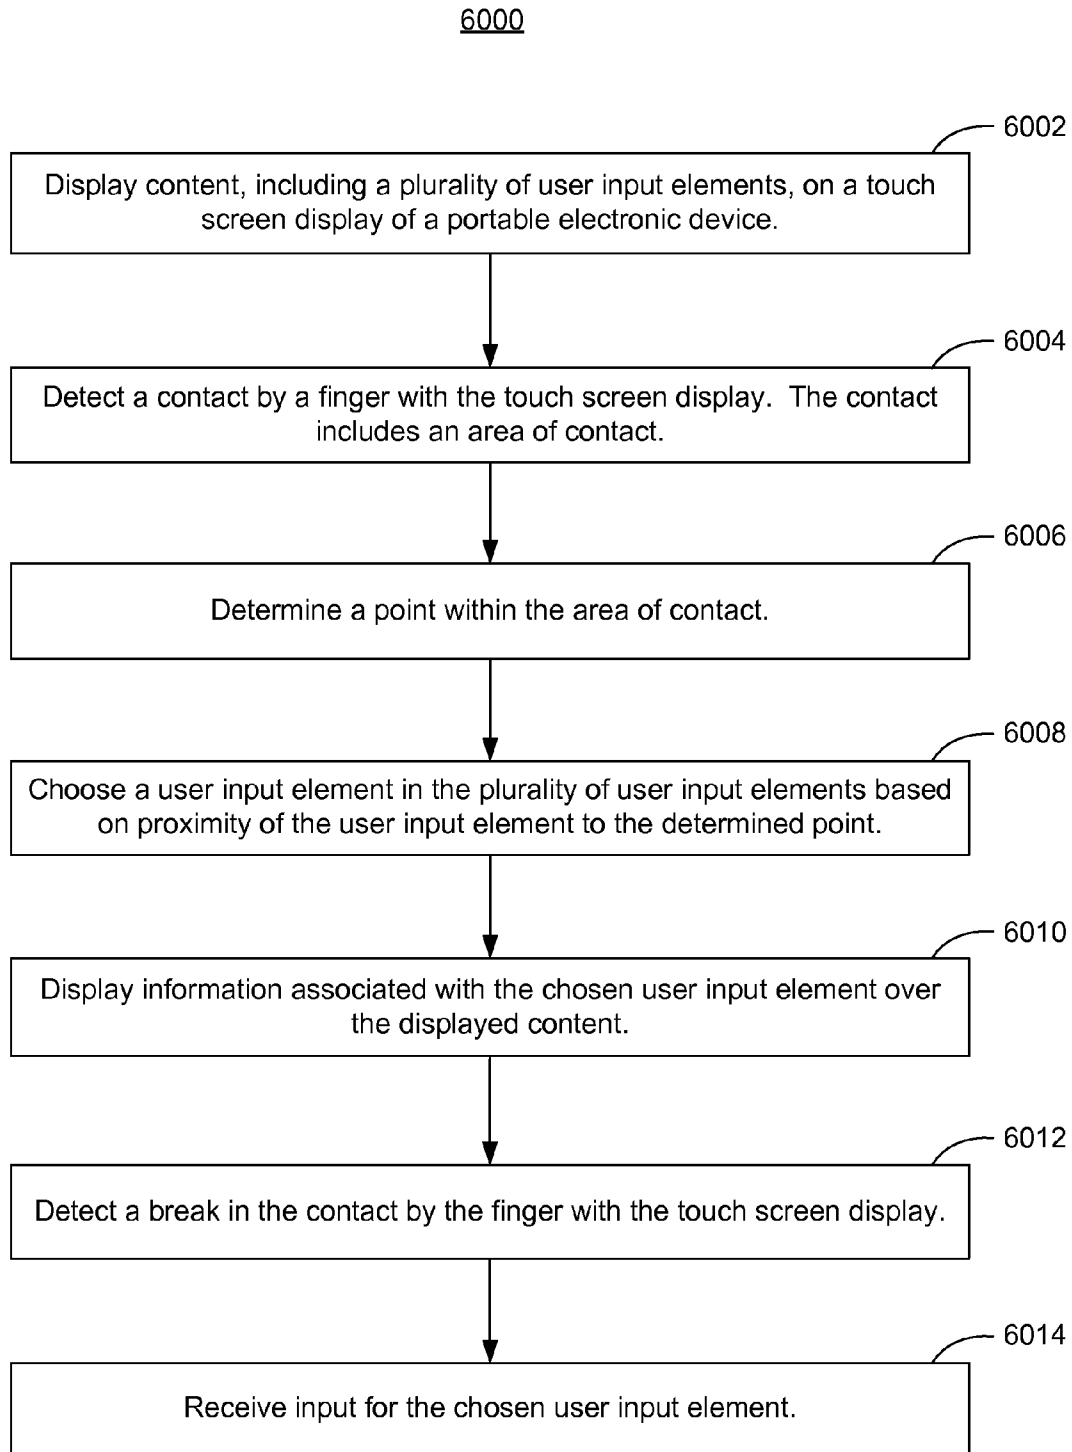 6000
6002
Display content, including a plurality of user input elements, on a touch
screen display of a portable electronic device.
6004
Detect a contact by a finger with the touch screen display.  The contact
includes an area of contact.
6006
Determine a point within the area of contact.
6008
Choose a user input element in the plurality of user input elements based
on proximity of the user input element to the determined point.
6010
Display information associated with the chosen user input element over
the displayed content.
6012
Detect a break in the contact by the finger with the touch screen display.
6014
Receive input for the chosen user input element.